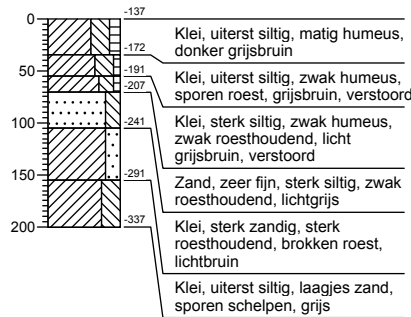 0
50
100
150
200
-137
-172
-191
-207
-241
-291
-337
Klei, uiterst siltig, matig humeus,
donker grijsbruin
Klei, uiterst siltig, zwak humeus,
sporen roest, grijsbruin, verstoord
Klei, sterk siltig, zwak humeus,
zwak roesthoudend, licht
grijsbruin, verstoord
Zand, zeer fijn, sterk siltig, zwak
roesthoudend, lichtgrijs
Klei, sterk zandig, sterk
roesthoudend, brokken roest,
lichtbruin
Klei, uiterst siltig, laagjes zand,
sporen schelpen, grijs